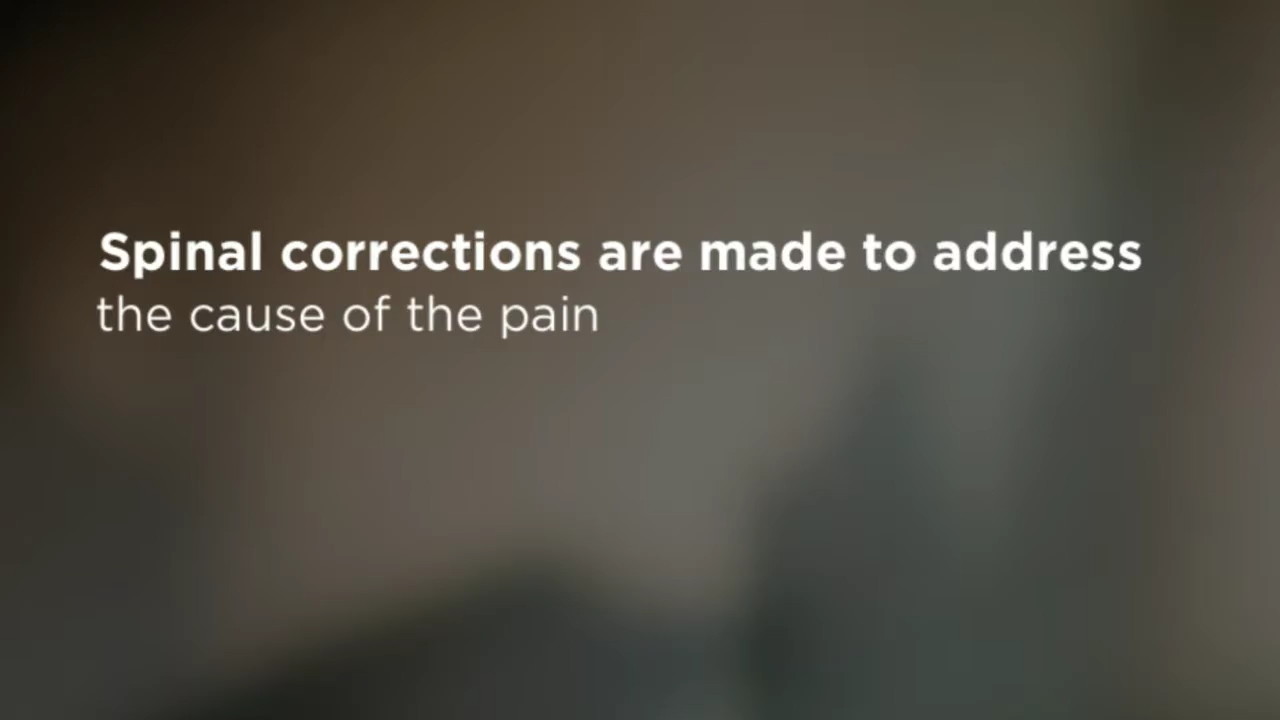 Spinal corrections are made to address
the cause of the pain